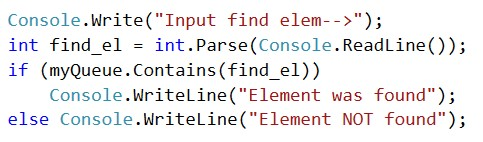 Console.Write("Input find elem-->");
int find_el = int.Parse(Console.ReadLine());
if (myQueue.Contains(find_el))
    Console.WriteLine("Element was found");
else Console.WriteLine("Element NOT found");